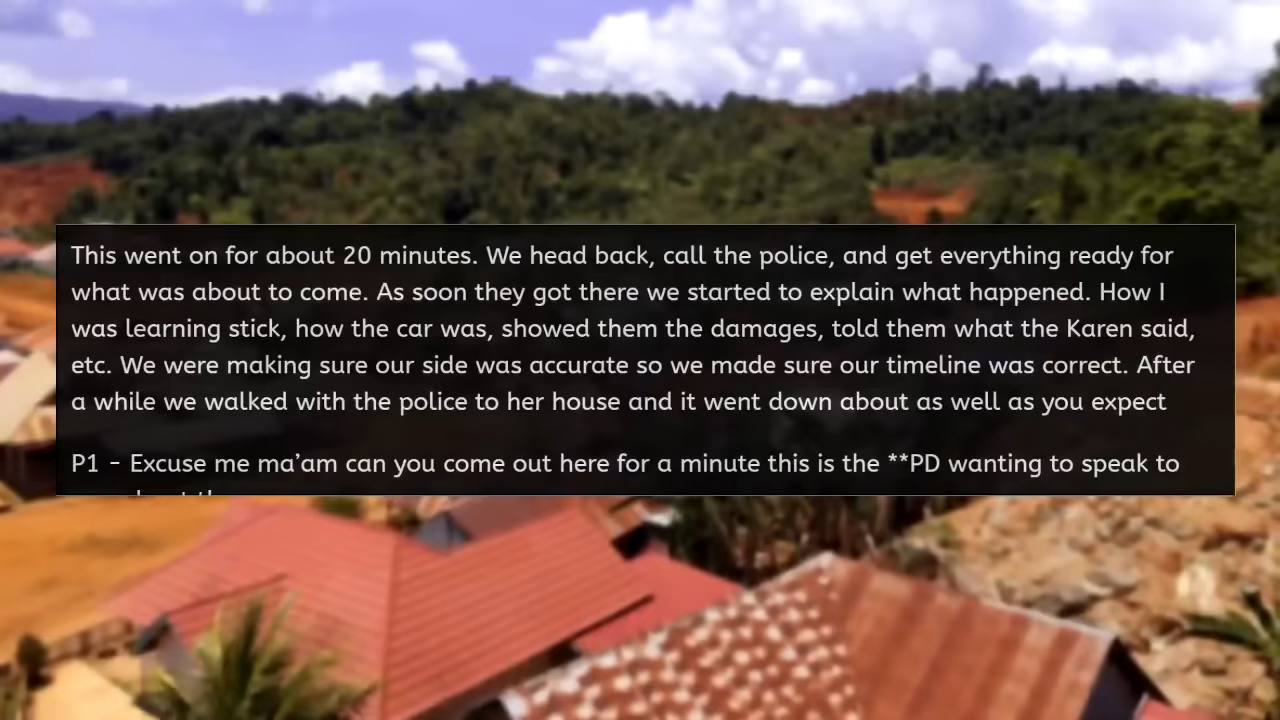 This went on for about 20 minutes. We head back, call the police, and get everything ready for
what was about to come. As soon they got there we started to explain what happened. How I
was learning stick, how the car was, showed them the damages, told them what the Karen said,
etc. We were making sure our side was accurate so we made sure our timeline was correct. After
a while we walked with the police to her house and it went down about as well as you expect
P1 - Excuse me ma’am can you come out here for a minute this is the **PD wanting to speak to